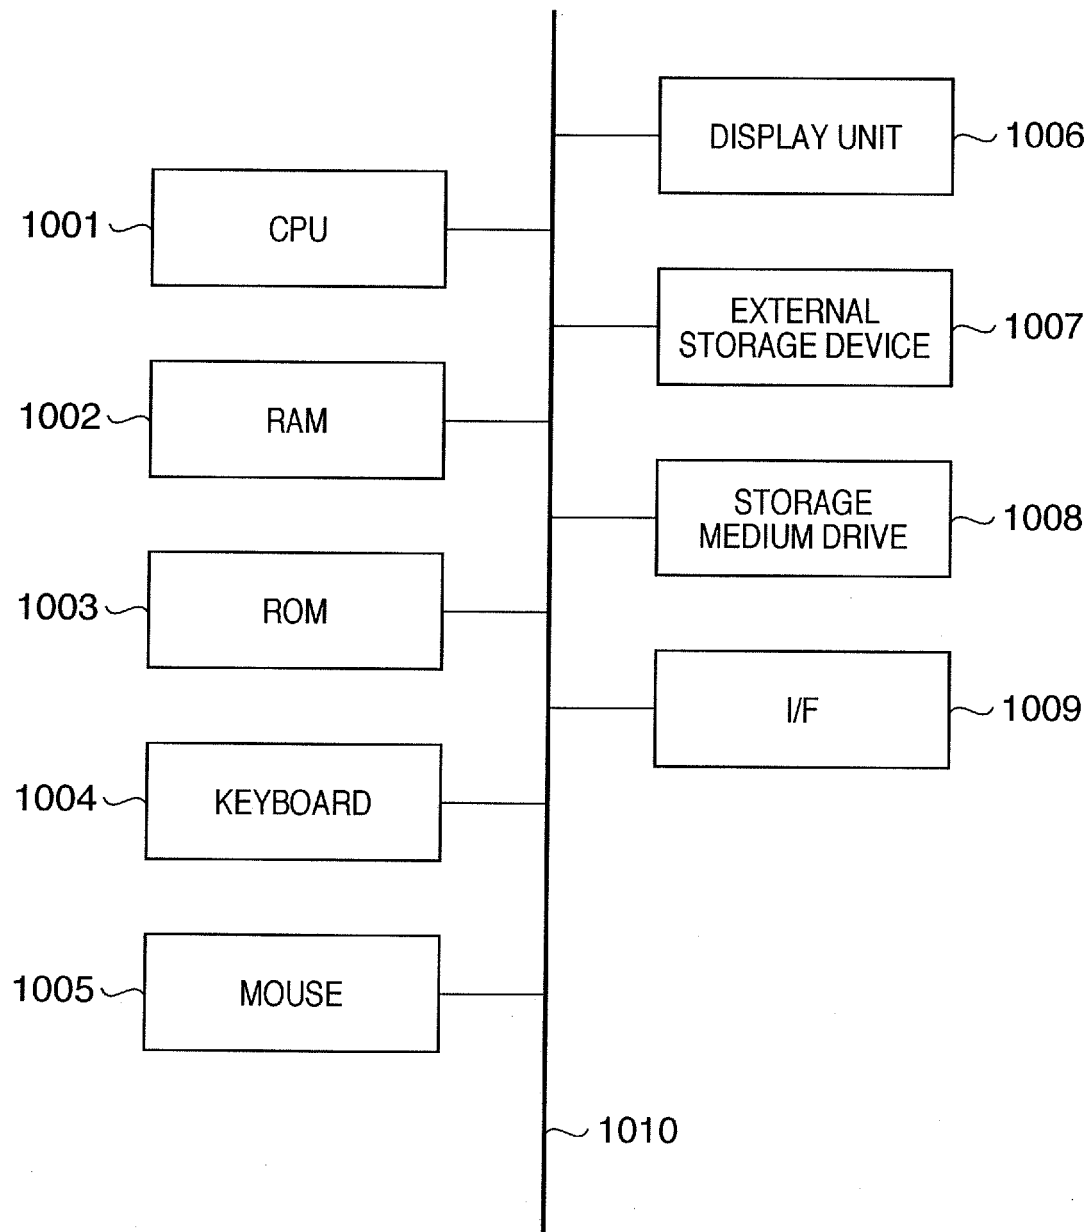 1001
CPU
1002
RAM
1003
ROM
1004
KEYBOARD
1005
MOUSE
DISPLAY UNIT
1006
EXTERNAL
STORAGE DEVICE
1007
STORAGE
MEDIUM DRIVE
1008
I/F
1009
1010